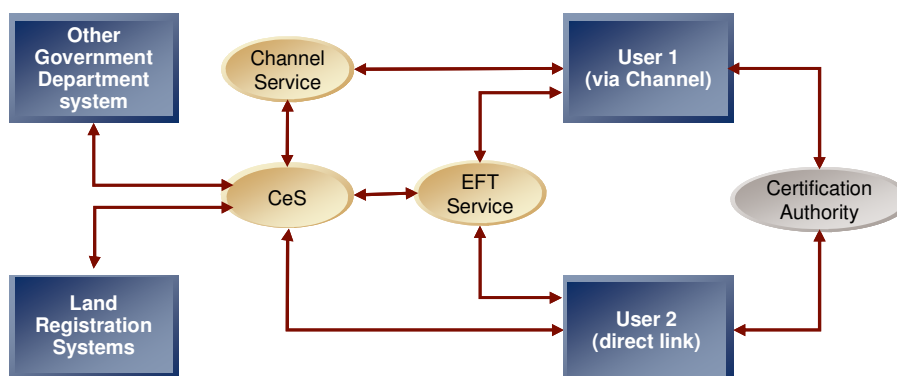 Other
Government
Department
system
Channel
Service
User 1
(via Channel)
CeS
EFT
Service
Certification
Authority
Land
Registration
Systems
User 2
(direct link)